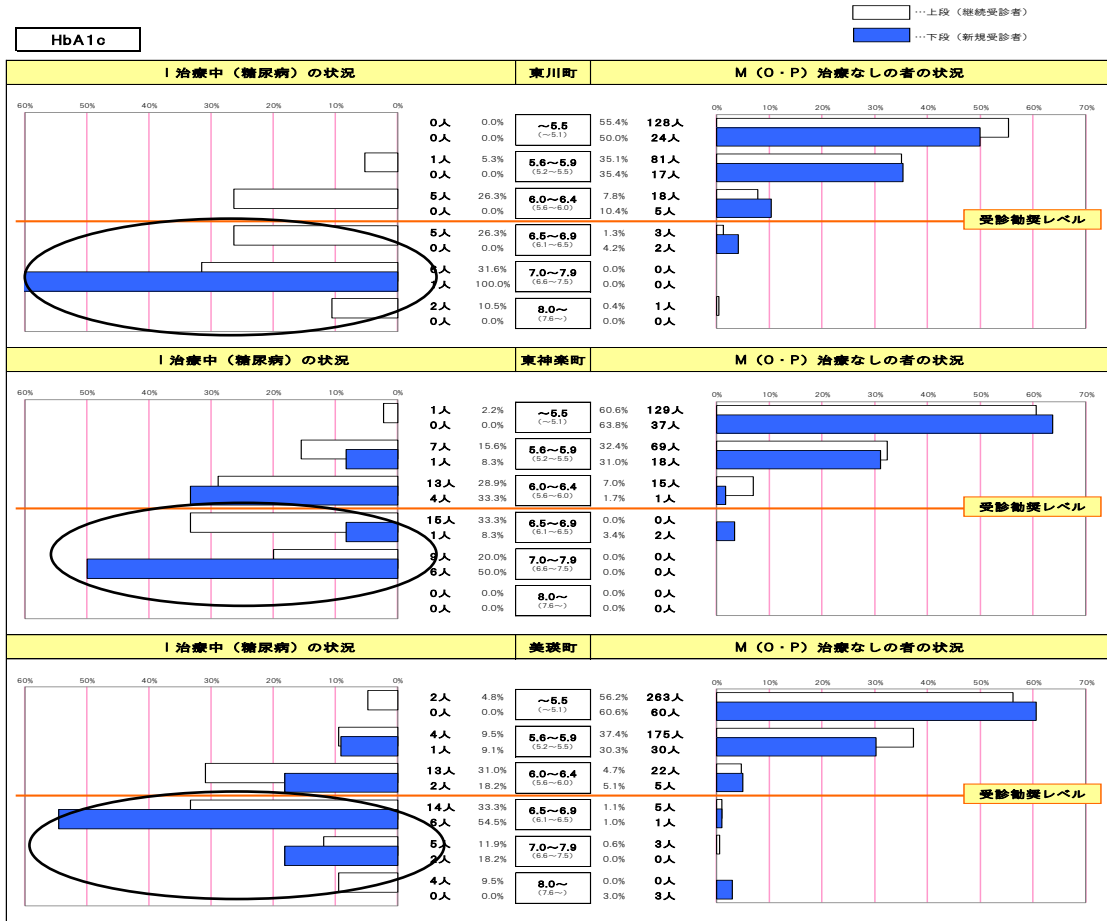 HbA1c
…上段(継続受診者)
…下段(新規受診者)
I 治療中(糖尿病)の状況 東川町 M(O・P)治療なしの者の状況
60% 50% 40% 30% 20% 10% 0% 0% 10% 20% 30% 40% 50% 60% 70%
0人 0.0% ~5.5 55.4% 128人
0人 0.0% (~5.1) 50.0% 24人
1人 5.3% 5.6~5.9 35.1% 81人
0人 0.0% (5.2~5.5) 35.4% 17人
5人 26.3% 6.0~6.4 7.8% 18人
0人 0.0% (5.6~6.0) 10.4% 5人
受診勧奨レベル
5人 26.3% 6.5~6.9 1.3% 3人
0人 0.0% (6.1~6.5) 4.2% 2人
6人 31.6% 7.0~7.9 0.0% 0人
1人 100.0% (6.6~7.5) 0.0% 0人
2人 10.5% 8.0~ 0.4% 1人
0人 0.0% (7.6~) 0.0% 0人
I 治療中(糖尿病)の状況 東神楽町 M(O・P)治療なしの者の状況
60% 50% 40% 30% 20% 10% 0% 0% 10% 20% 30% 40% 50% 60% 70%
1人 2.2% ~5.5 60.6% 129人
0人 0.0% (~5.1) 63.8% 37人
7人 15.6% 5.6~5.9 32.4% 69人
1人 8.3% (5.2~5.5) 31.0% 18人
13人 28.9% 6.0~6.4 7.0% 15人
4人 33.3% (5.6~6.0) 1.7% 1人
受診勧奨レベル
15人 33.3% 6.5~6.9 0.0% 0人
1人 8.3% (6.1~6.5) 3.4% 2人
9人 20.0% 7.0~7.9 0.0% 0人
6人 50.0% (6.6~7.5) 0.0% 0人
0人 0.0% 8.0~ 0.0% 0人
0人 0.0% (7.6~) 0.0% 0人
I 治療中(糖尿病)の状況 美瑛町 M(O・P)治療なしの者の状況
60% 50% 40% 30% 20% 10% 0% 0% 10% 20% 30% 40% 50% 60% 70%
2人 4.8% ~5.5 56.2% 263人
0人 0.0% (~5.1) 60.6% 60人
4人 9.5% 5.6~5.9 37.4% 175人
1人 9.1% (5.2~5.5) 30.3% 30人
13人 31.0% 6.0~6.4 4.7% 22人
2人 18.2% (5.6~6.0) 5.1% 5人
受診勧奨レベル
14人 33.3% 6.5~6.9 1.1% 5人
6人 54.5% (6.1~6.5) 1.0% 1人
5人 11.9% 7.0~7.9 0.6% 3人
2人 18.2% (6.6~7.5) 0.0% 0人
4人 9.5% 8.0~ 0.0% 0人
0人 0.0% (7.6~) 3.0% 3人